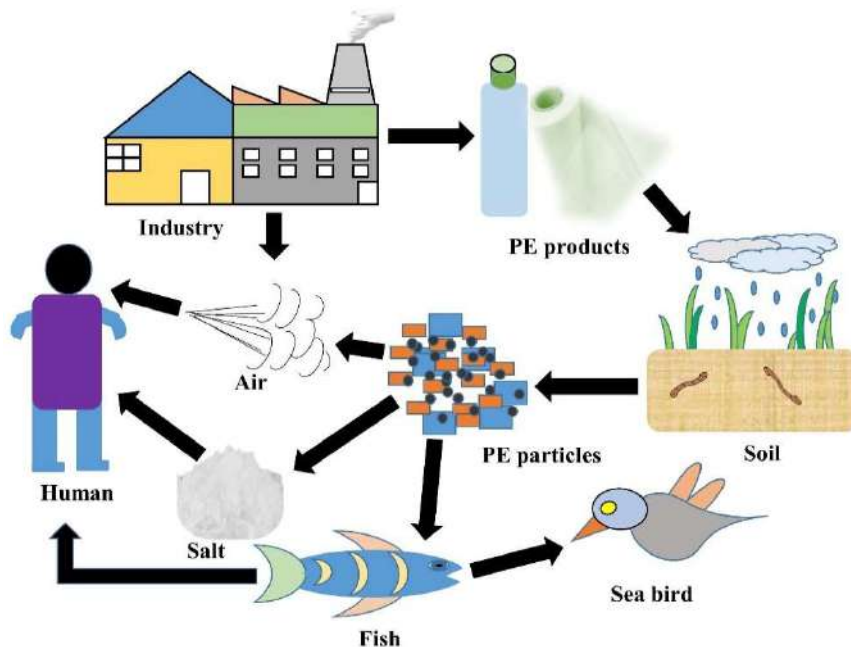 Industry
PE products
Air
PE particles
Soil
Human
Salt
Sea bird
Fish